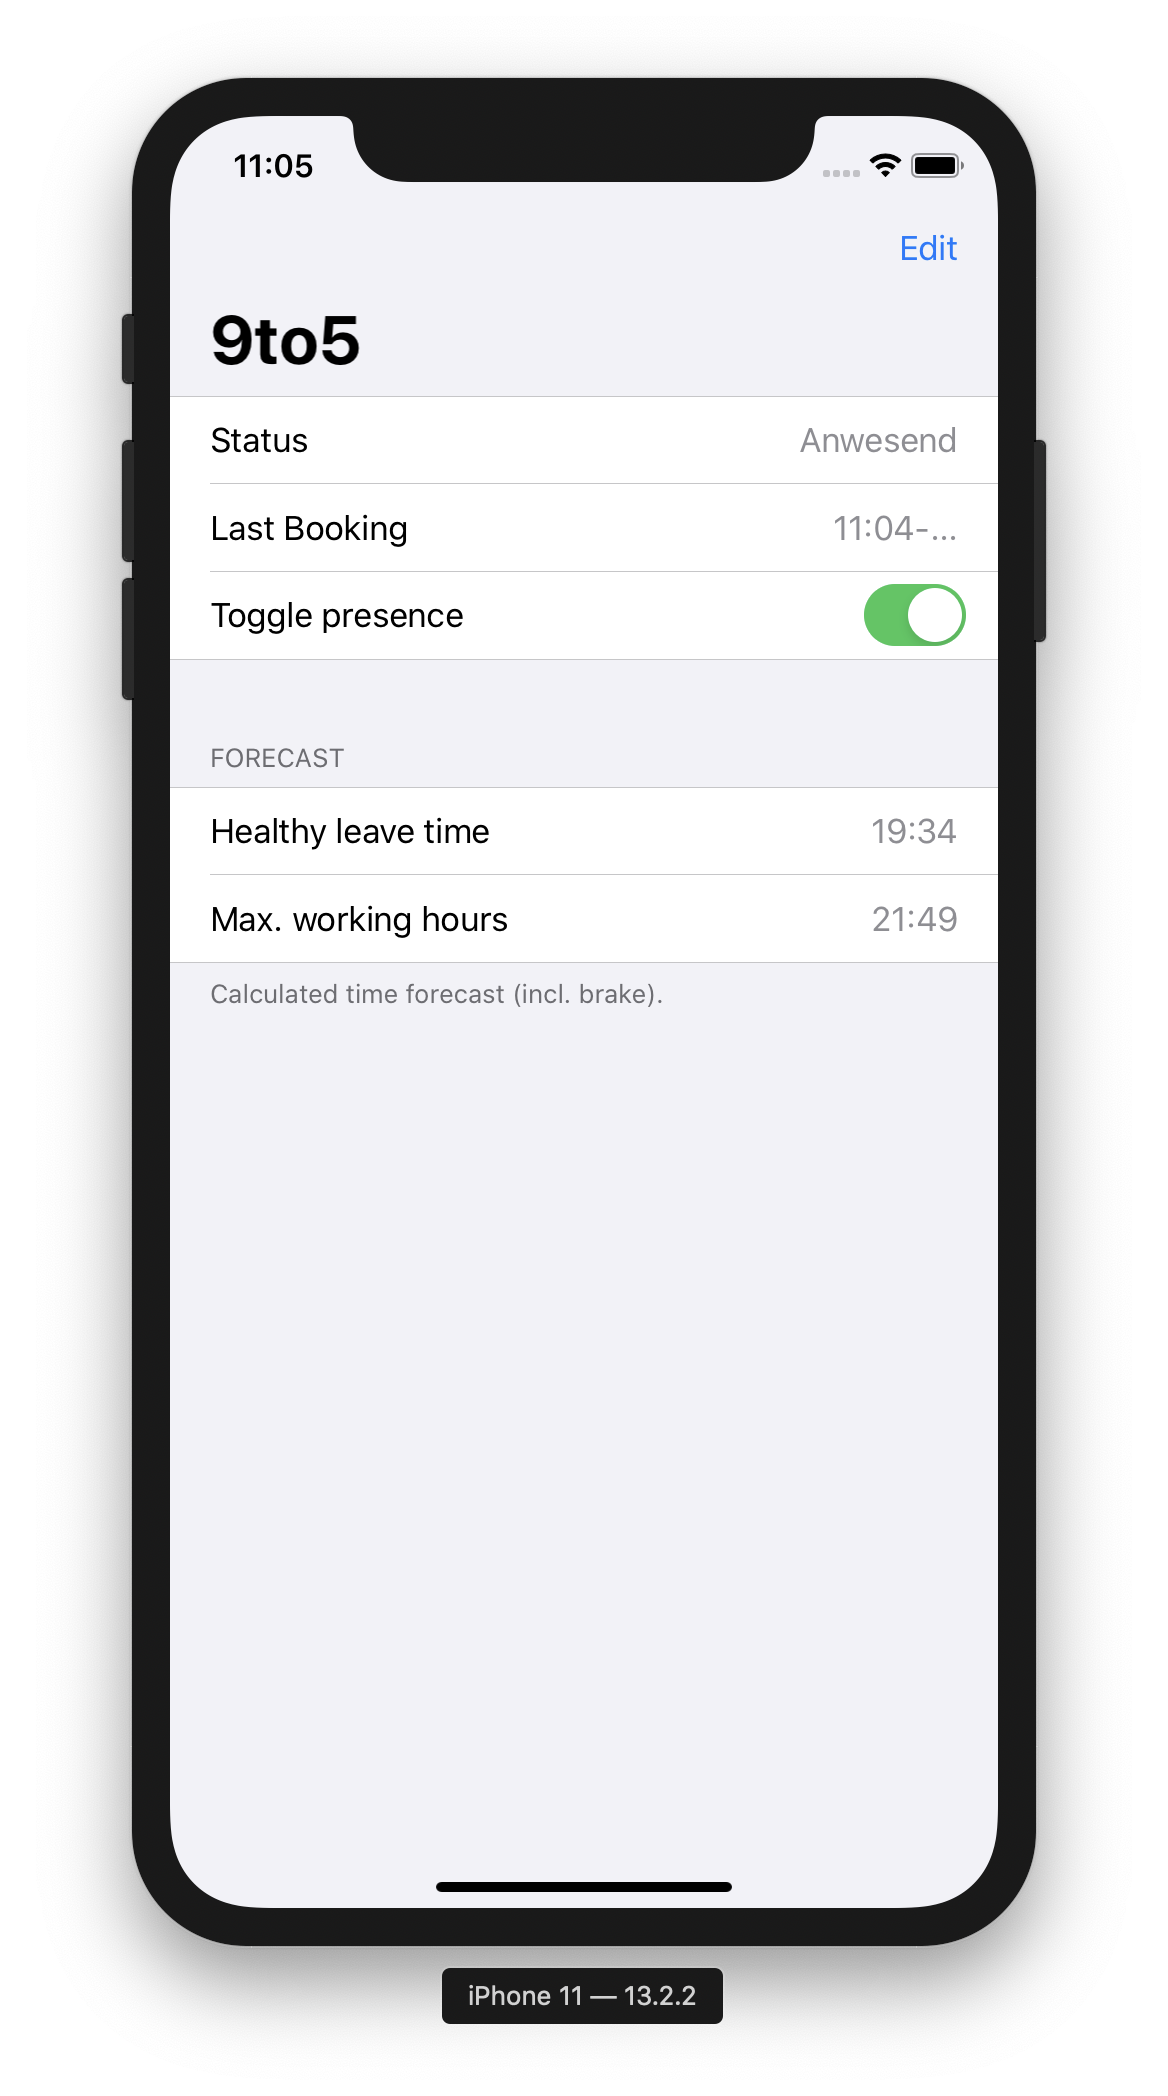 11:05
Edit
9to5
Status Anwesend
Last Booking 11:04-...
Toggle presence
FORECAST
Healthy leave time 19:34
Max. working hours 21:49
Calculated time forecast (incl. brake).
iPhone 11 — 13.2.2